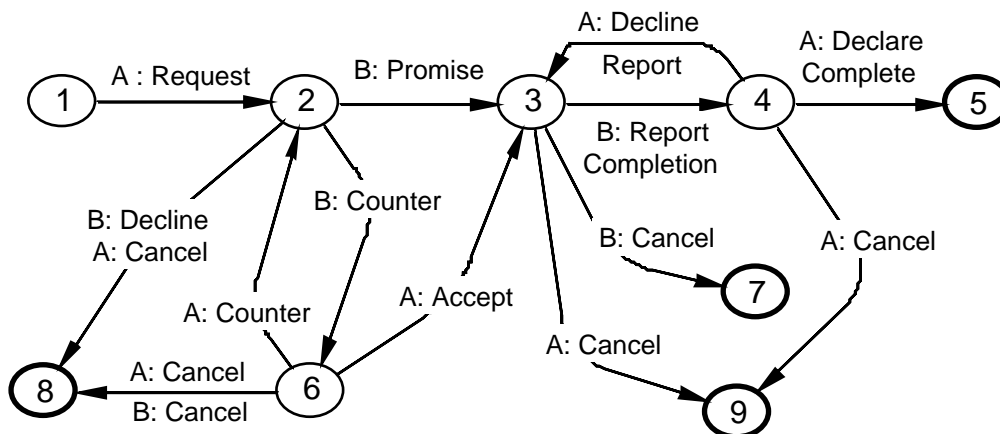 A: Decline
A: Declare
Complete
A : Request
B: Promise
Report
1
2
3
4
5
B: Report
Completion
B: Counter
B: Decline
A: Cancel
B: Cancel
A: Cancel
7
A: Counter
A: Accept
A: Cancel
A: Cancel
8
6
9
B: Cancel